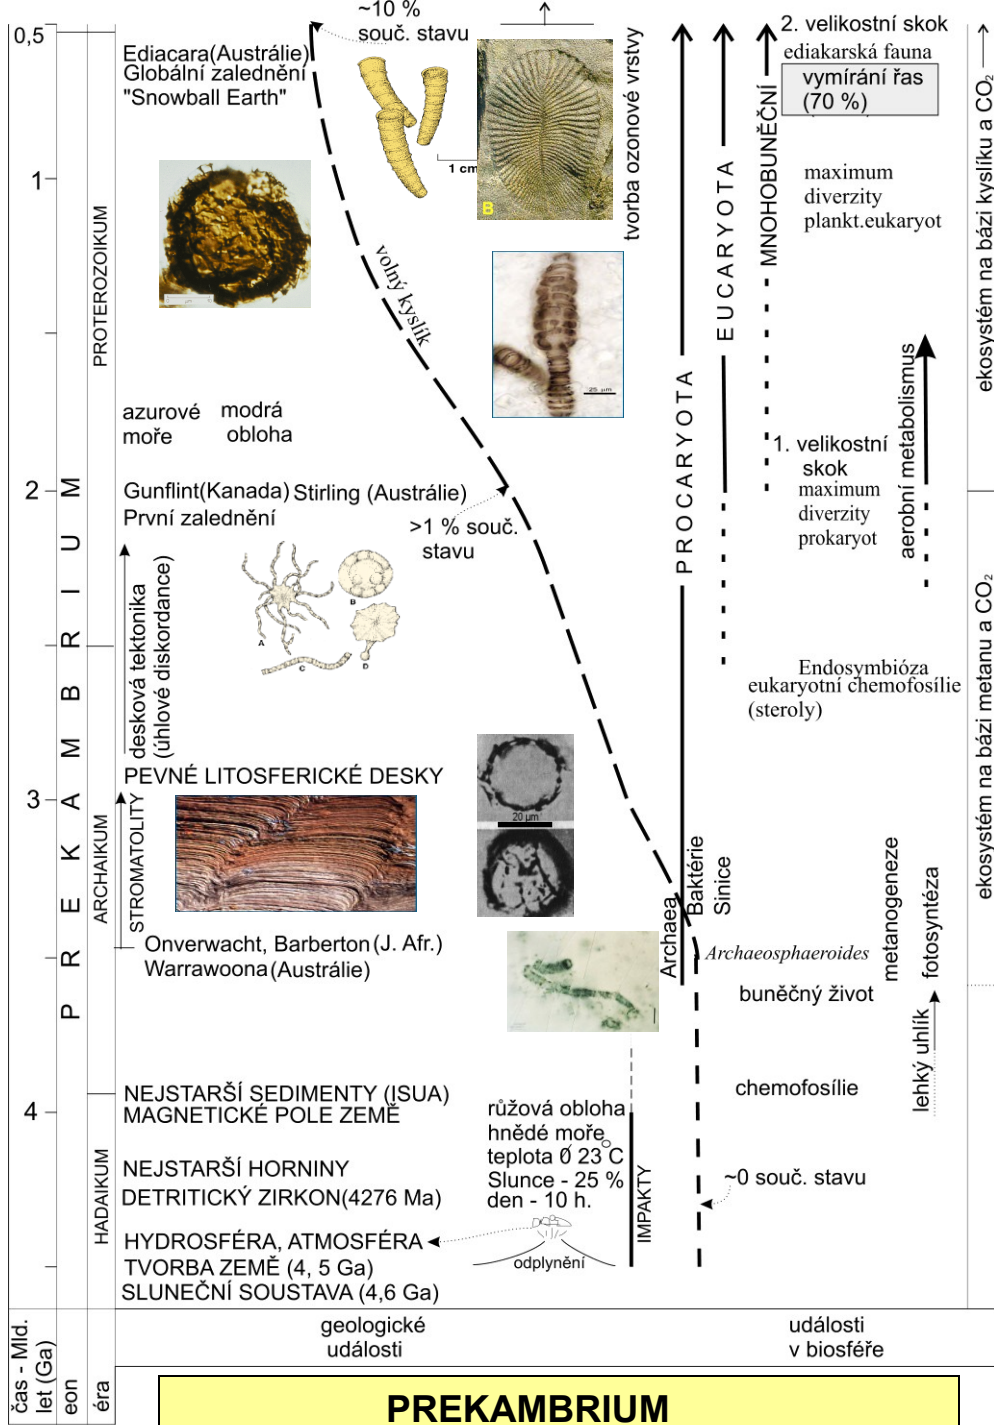 ~10 %
souč. stavu
0,5
Ediacara(Austrálie)
Globální zalednění
"Snowball Earth"
1 cm
B
tvorba ozonové vrstvy
2. velikostní skok
ediakarská fauna
vymírání řas
(70 %)
MNOHOBUNĚČNÍ
EUCARYOTA
PROCARYOTA
ekosystém na bázi kyslíku a CO₂
1
maximum
diverzity
plankt.eukaryot
PROTEROZOIKUM
volný kyslík
25 µm
azurové
moře
modrá
obloha
1. velikostní
skok
maximum
diverzity
prokaryot
aerobní metabolismus
2
Gunflint(Kanada) Stirling (Austrálie)
První zalednění
>1 % souč.
stavu
A
B
C
D
desková tektonika
(úhlové diskordance)
PREKAMBRIUM
Endosymbióza
eukaryotní chemofosílie
(steroly)
ekosystém na bázi metanu a CO₂
PEVNÉ LITOSFERICKÉ DESKY
3
STROMATOLITY
ARCHAIKUM
20 µm
Archaea
Baktérie
Sinice
metanogeneze
fotosyntéza
Onverwacht, Barberton (J. Afr.)
Warrawoona (Austrálie)
Archaeosphaeroides
buněčný život
lehký uhlík
NEJSTARŠÍ SEDIMENTY (ISUA)
MAGNETICKÉ POLE ZEMĚ
4
chemofosílie
růžová obloha
hnědé moře
teplota 0̸ 23°C
Slunce - 25 %
den - 10 h.
IMPAKTY
~0 souč. stavu
NEJSTARŠÍ HORNINY
DETRITICKÝ ZIRKON(4276 Ma)
HADAIKUM
HYDROSFÉRA, ATMOSFÉRA
TVORBA ZEMĚ (4, 5 Ga)
SLUNEČNÍ SOUSTAVA (4,6 Ga)
odplynění
čas - Mld.
let (Ga)
eon
éra
geologické
události
události
v biosféře
PREKAMBRIUM